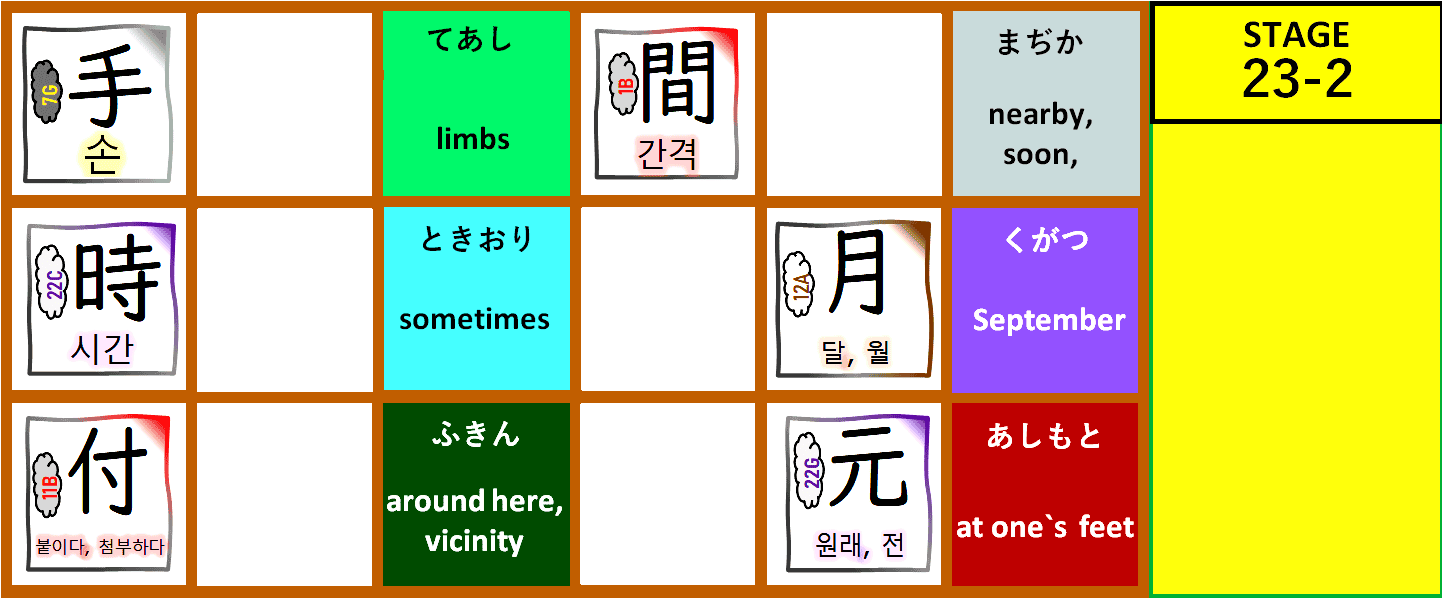 手
7G
손
てあし
limbs
間
1B
간격
まぢか
nearby,
soon,
STAGE
23-2
時
22C
시간
ときおり
sometimes
月
12A
달, 월
くがつ
September
付
11B
붙이다, 첨부하다
ふきん
around here,
vicinity
元
22G
원래, 전
あしもと
at one`s feet